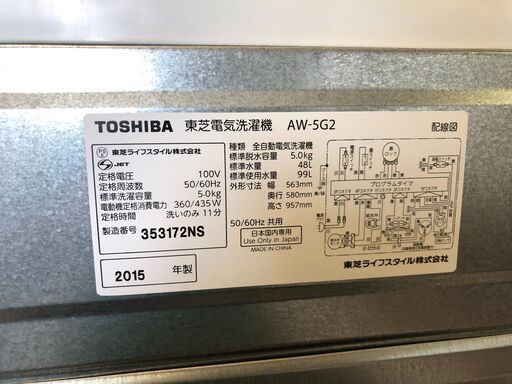 TOSHIBA 東芝電気洗濯機 AW-5G2 配線図
PS E
東芝ライフスタイル株式会社
S JET
定格電圧 100V
定格周波数 50/60Hz
標準洗濯容量 5.0kg
電動機定格消費電力 360/435W
定格時間 洗いのみ 11分
製造番号 353172NS
2015 年製
種類 全自動電気洗濯機
標準脱水容量 5.0kg
標準水量 48L
標準使用水量 99L
外形寸法 幅 563mm
奥行 580mm
高さ 957mm
50/60Hz 共用
日本国内専用
Use Only in Japan
MADE IN CHINA
プログラムタイマ
東芝ライフスタイル株式会社